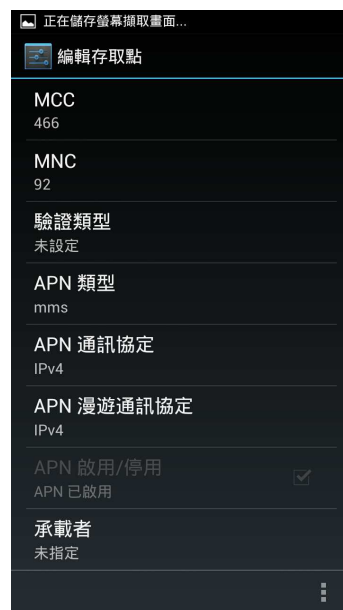 正在儲存螢幕擷取畫面...
編輯存取點
MCC
466
MNC
92
驗證類型
未設定
APN 類型
mms
APN 通訊協定
IPv4
APN 漫遊通訊協定
IPv4
APN 啟用/停用
APN 已啟用
承載者
未指定